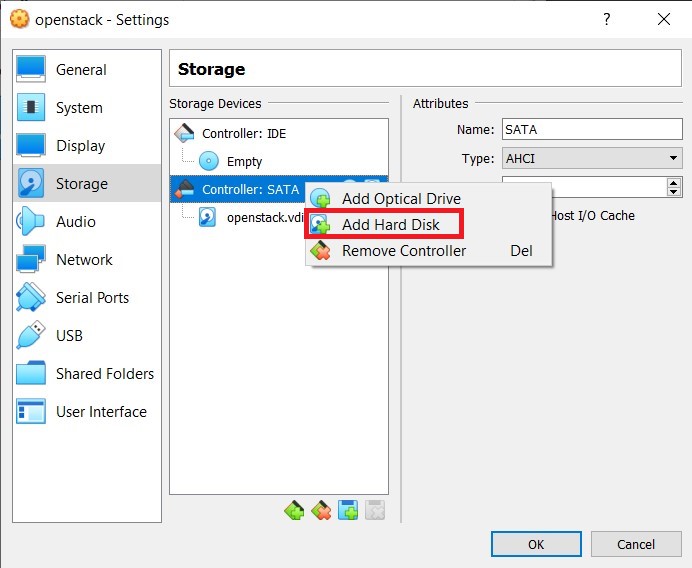 openstack - Settings
?
General
System
Display
Storage
Audio
Network
Serial Ports
USB
Shared Folders
User Interface
Storage
Storage Devices
Controller: IDE
Empty
Controller: SATA
openstack.vdi
Add Optical Drive
Add Hard Disk
Remove Controller Del
Attributes
Name: SATA
Type: AHCI
Host I/O Cache
OK
Cancel